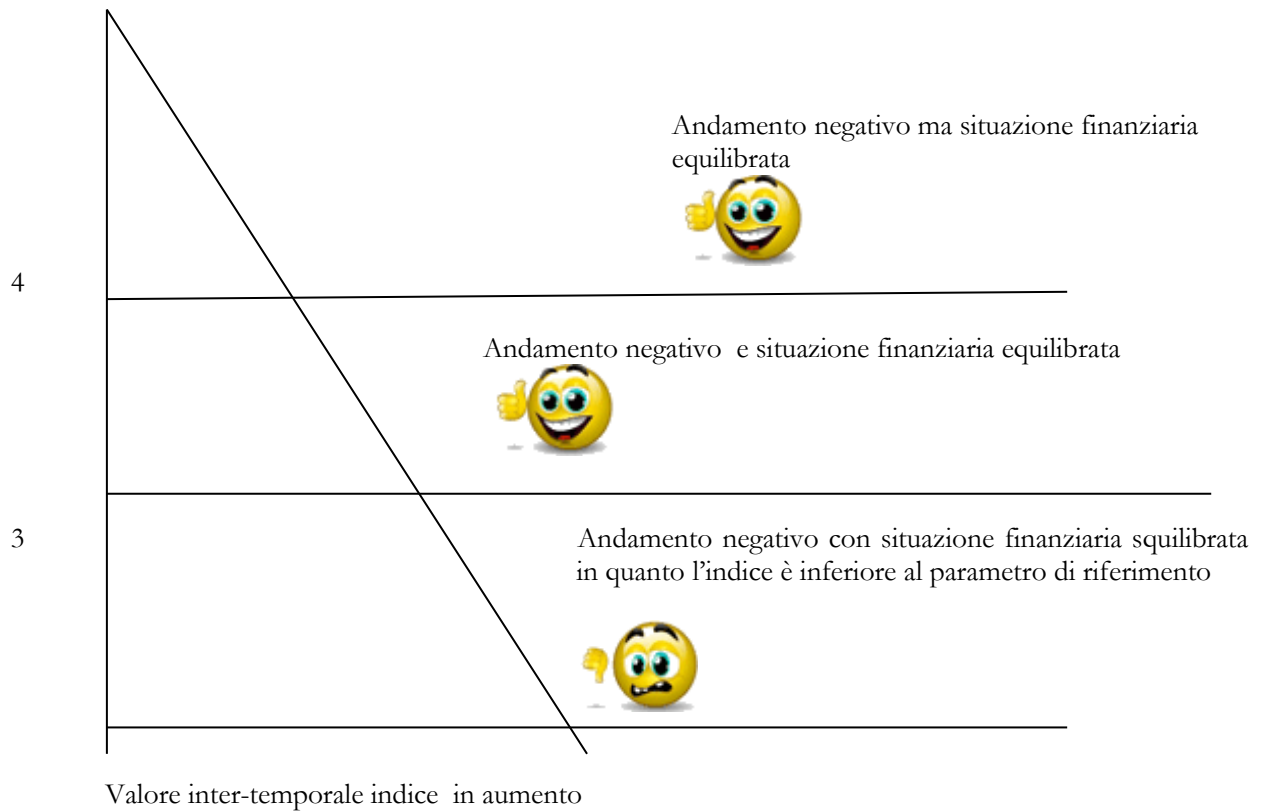 Andamento negativo ma situazione finanziaria
equilibrata
4
Andamento negativo e situazione finanziaria equilibrata
3
Andamento negativo con situazione finanziaria squilibrata
in quanto l'indice è inferiore al parametro di riferimento
Valore inter-temporale indice in aumento